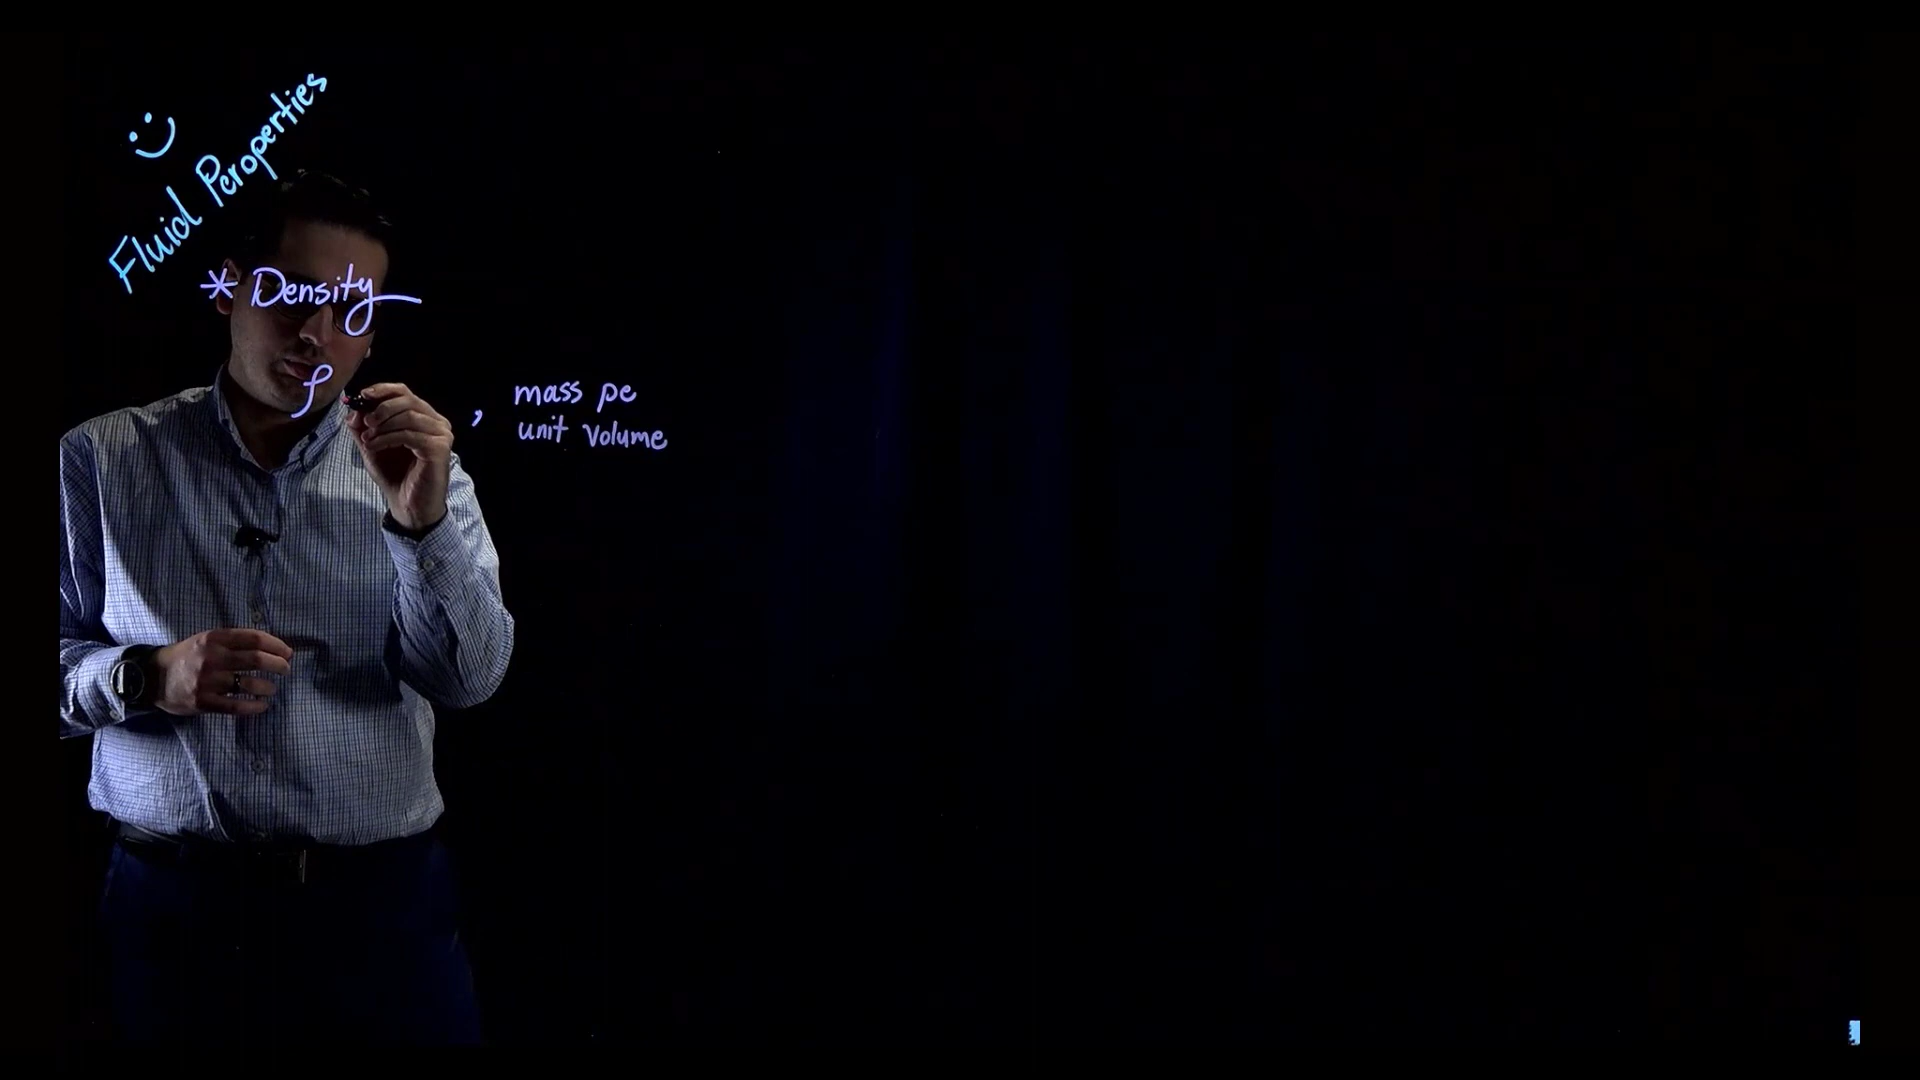 Fluid Peroperties
* Density
ρ
, mass pe
unit volume